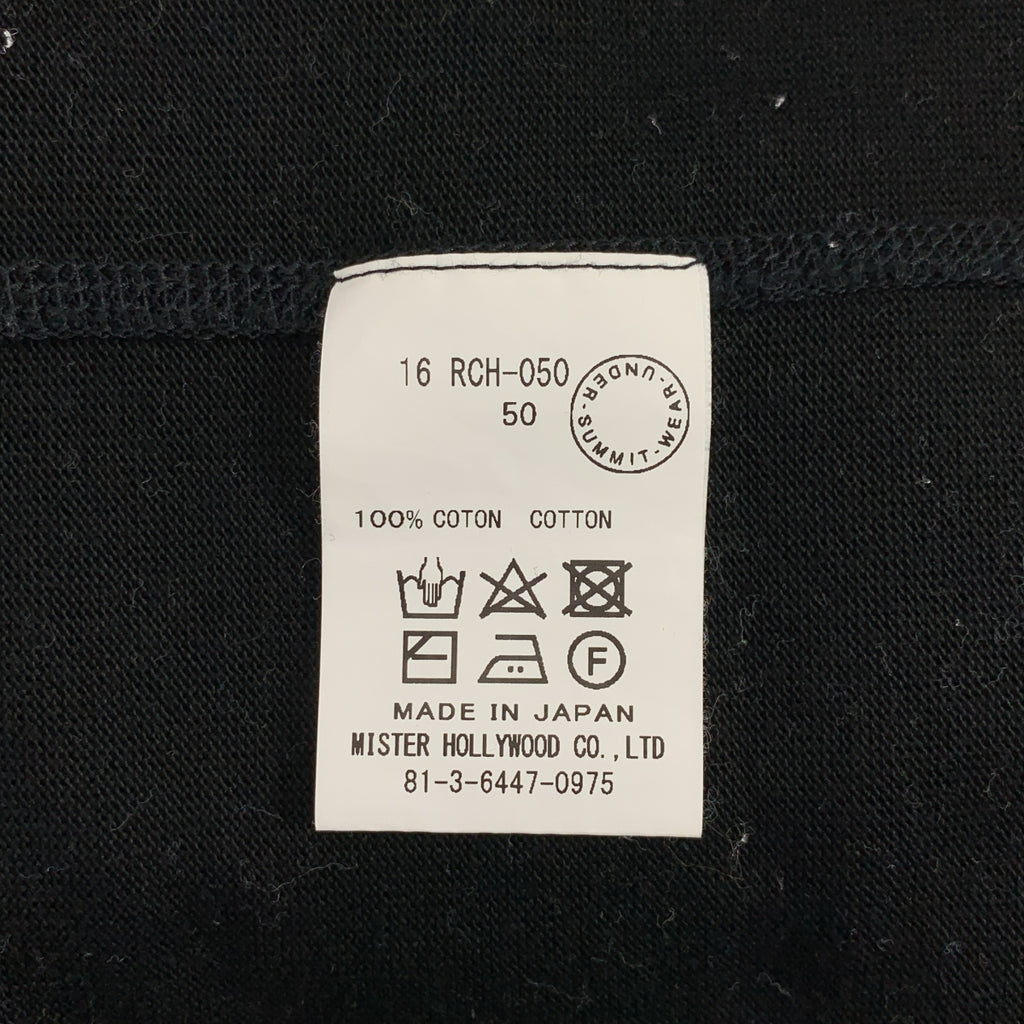 16 RCH-050
50
UNDER-SUMMIT-WEAR-
100% COTON COTTON
F
MADE IN JAPAN
MISTER HOLLYWOOD CO.,LTD
81-3-6447-0975